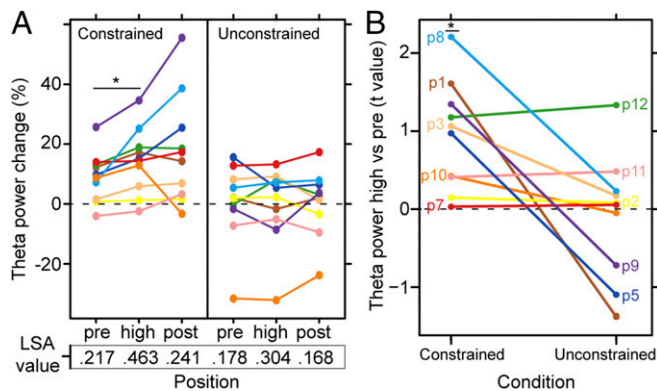 A
Constrained
Unconstrained
Theta power change (%)
40
20
0
-20
*
pre high post pre high post
LSA value .217 .463 .241 .178 .304 .168
Position
B
Theta power high vs pre (t value)
2
1
0
−1
*
p8
p1
p3
p10
p7
p12
p11
p2
p9
p5
Constrained Unconstrained
Condition